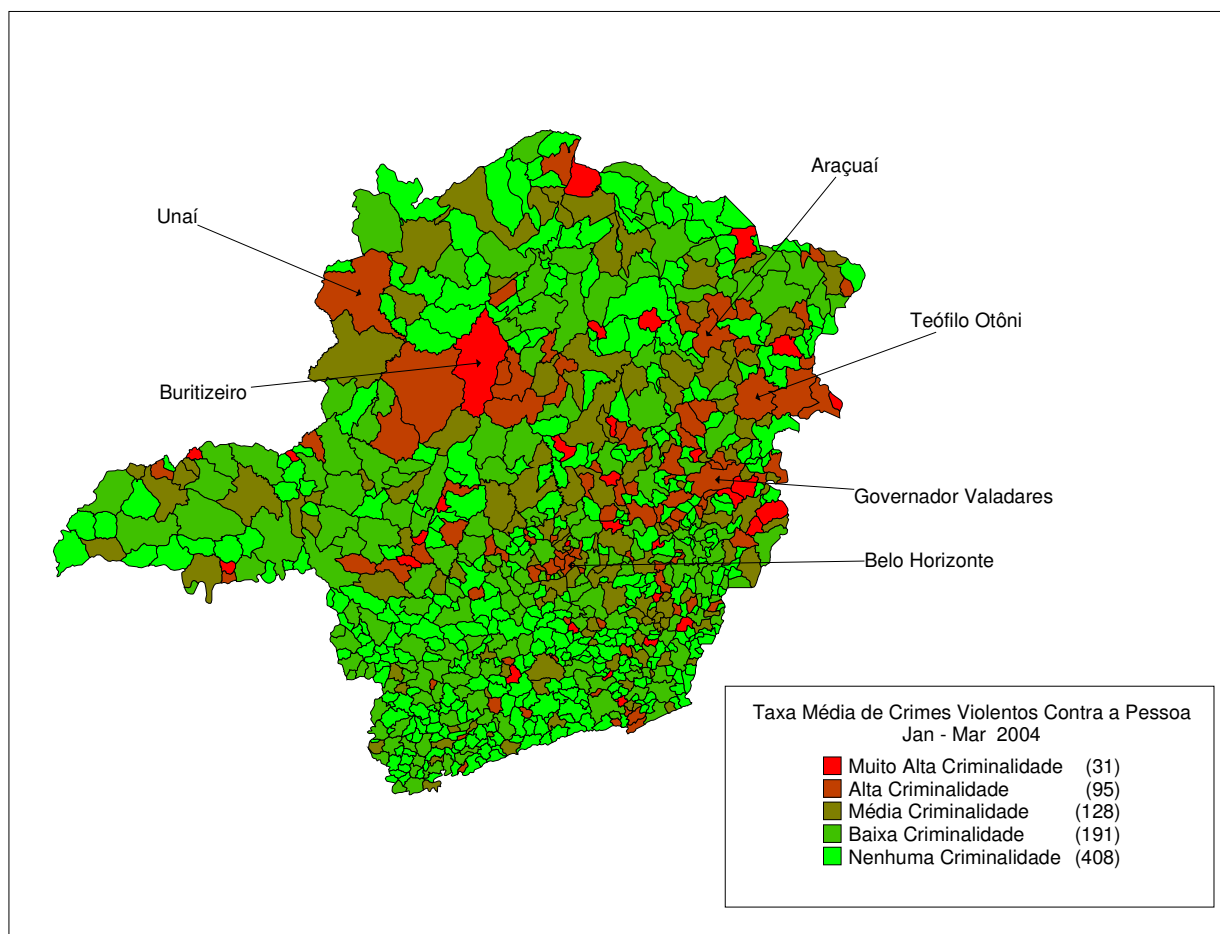 Araçuaí
Unaí
Teófilo Otôni
Buritizeiro
Governador Valadares
Belo Horizonte
Taxa Média de Crimes Violentos Contra a Pessoa
Jan - Mar 2004
Muito Alta Criminalidade (31)
Alta Criminalidade (95)
Média Criminalidade (128)
Baixa Criminalidade (191)
Nenhuma Criminalidade (408)